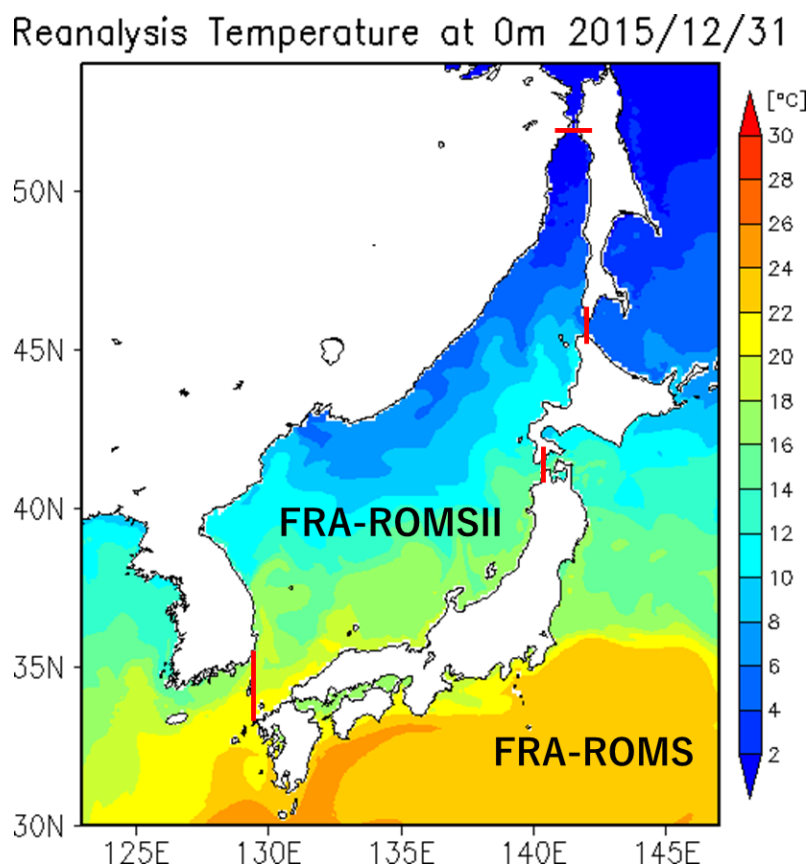 Reanalysis Temperature at 0m 2015/12/31
[°C]
30
28
26
24
22
20
18
16
14
12
10
8
6
4
2
50N
45N
40N
35N
30N
FRA-ROMSII
FRA-ROMS
125E 130E 135E 140E 145E